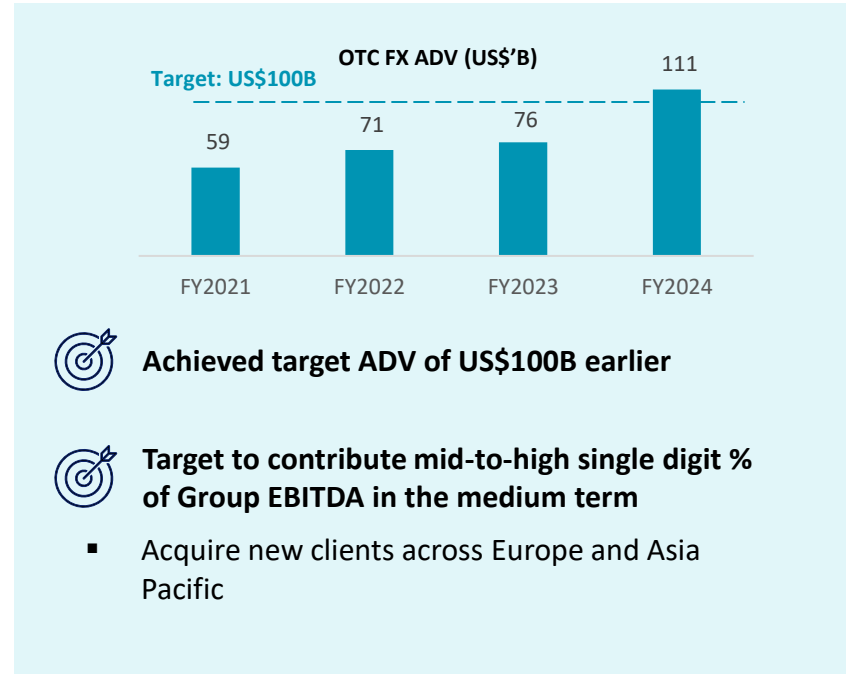 OTC FX ADV (US$'B)
Target: US$100B
59
71
76
111
FY2021
FY2022
FY2023
FY2024
Achieved target ADV of US$100B earlier
Target to contribute mid-to-high single digit %
of Group EBITDA in the medium term
▪ Acquire new clients across Europe and Asia
Pacific